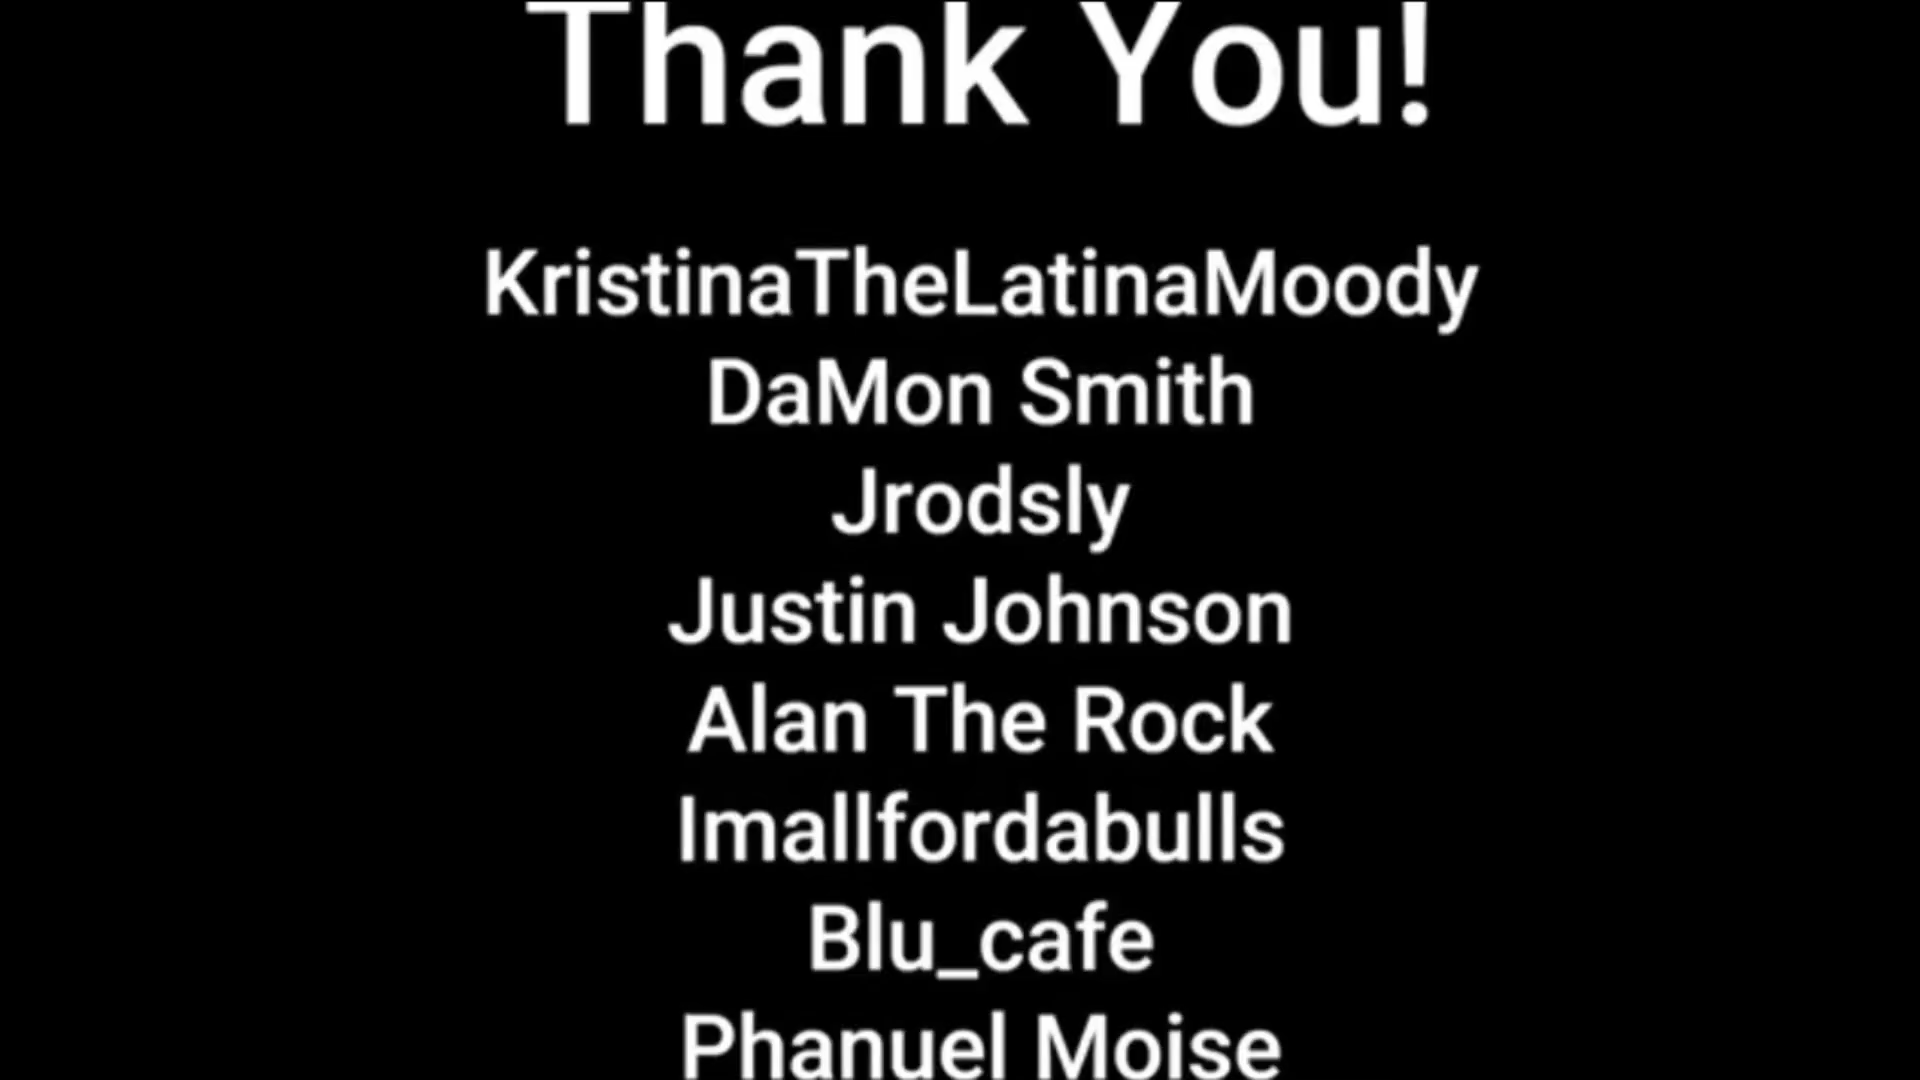 Thank You!
KristinaTheLatinaMoody
DaMon Smith
Jrodsly
Justin Johnson
Alan The Rock
Imallfordabulls
Blu_cafe
Phanuel Moise